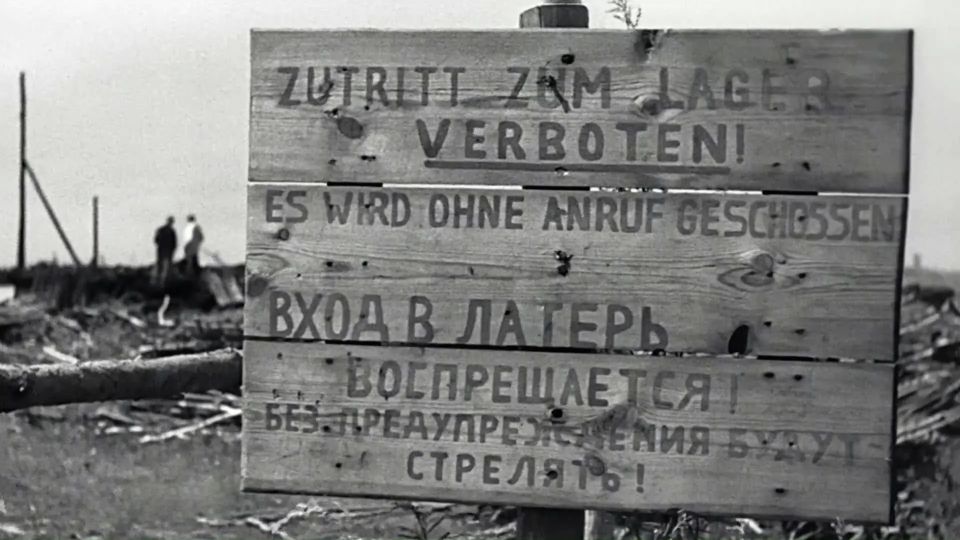 ZUTRITT ZUM LAGER
VERBOTEN!
ES WIRD OHNE ANRUF GESCHOSSEN
ВХОД В ЛАГЕРЬ
ВОСПРЕЩАЕТСЯ!
БЕЗ ПРЕДУПРЕЖДЕНИЯ БУДУТ
СТРЕЛЯТЬ!